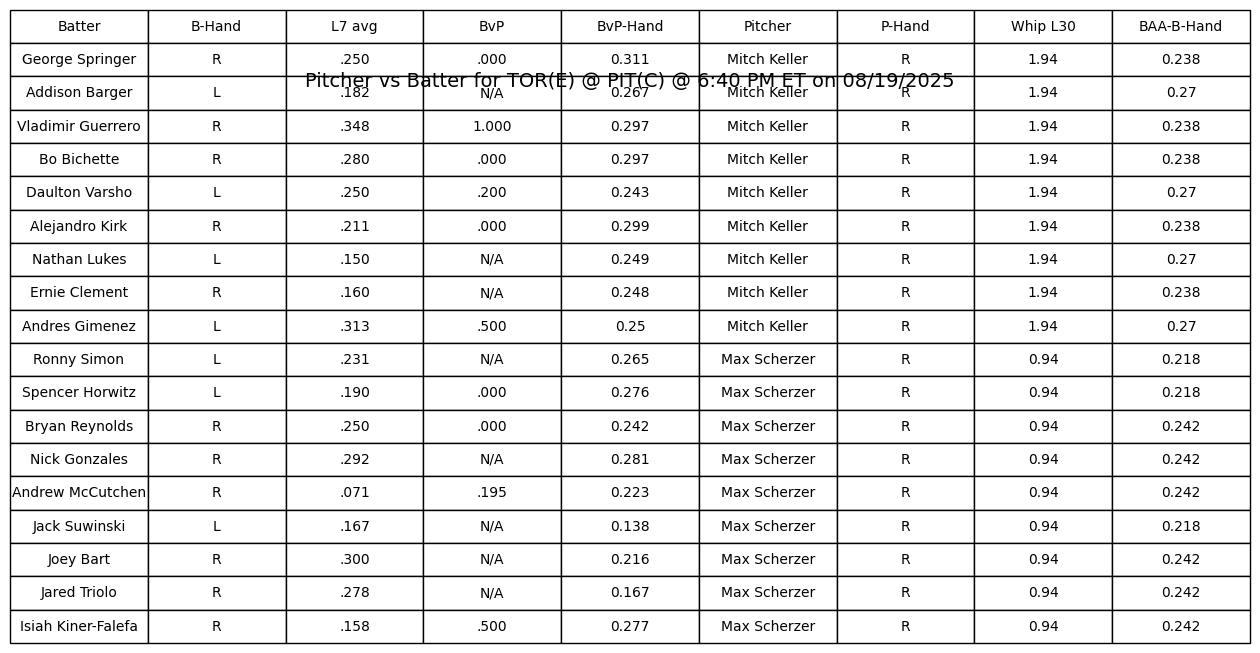 Batter B-Hand L7 avg BvP BvP-Hand Pitcher P-Hand Whip L30 BAA-B-Hand
George Springer R .250 .000 0.311 Mitch Keller R 1.94 0.238
Pitcher vs Batter for TOR(E) @ PIT(C) @ 6:40 PM ET on 08/19/2025
Addison Barger L .182 N/A 0.267 Mitch Keller R 1.94 0.27
Vladimir Guerrero R .348 1.000 0.297 Mitch Keller R 1.94 0.238
Bo Bichette R .280 .000 0.297 Mitch Keller R 1.94 0.238
Daulton Varsho L .250 .200 0.243 Mitch Keller R 1.94 0.27
Alejandro Kirk R .211 .000 0.299 Mitch Keller R 1.94 0.238
Nathan Lukes L .150 N/A 0.249 Mitch Keller R 1.94 0.27
Ernie Clement R .160 N/A 0.248 Mitch Keller R 1.94 0.238
Andres Gimenez L .313 .500 0.25 Mitch Keller R 1.94 0.27
Ronny Simon L .231 N/A 0.265 Max Scherzer R 0.94 0.218
Spencer Horwitz L .190 .000 0.276 Max Scherzer R 0.94 0.218
Bryan Reynolds R .250 .000 0.242 Max Scherzer R 0.94 0.242
Nick Gonzales R .292 N/A 0.281 Max Scherzer R 0.94 0.242
Andrew McCutchen R .071 .195 0.223 Max Scherzer R 0.94 0.242
Jack Suwinski L .167 N/A 0.138 Max Scherzer R 0.94 0.218
Joey Bart R .300 N/A 0.216 Max Scherzer R 0.94 0.242
Jared Triolo R .278 N/A 0.167 Max Scherzer R 0.94 0.242
Isiah Kiner-Falefa R .158 .500 0.277 Max Scherzer R 0.94 0.242